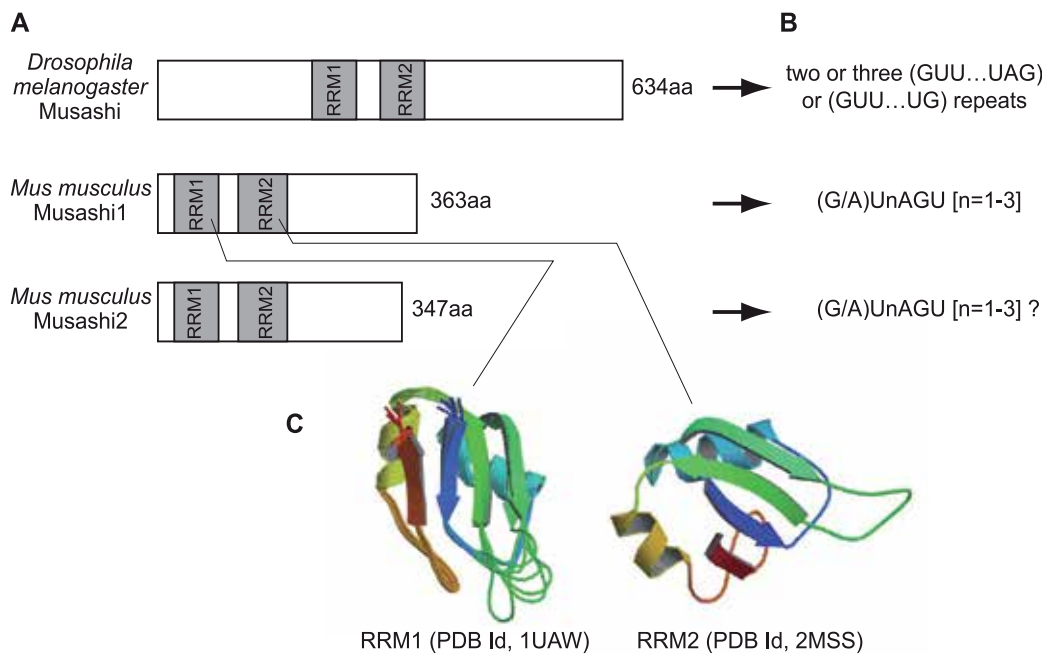 A
B
Drosophila
melanogaster
Musashi
RRM1
RRM2
634aa
two or three (GUU...UAG)
or (GUU...UG) repeats
Mus musculus
Musashi1
RRM1
RRM2
363aa
(G/A)UnAGU [n=1-3]
Mus musculus
Musashi2
RRM1
RRM2
347aa
(G/A)UnAGU [n=1-3] ?
C
RRM1 (PDB Id, 1UAW)
RRM2 (PDB Id, 2MSS)